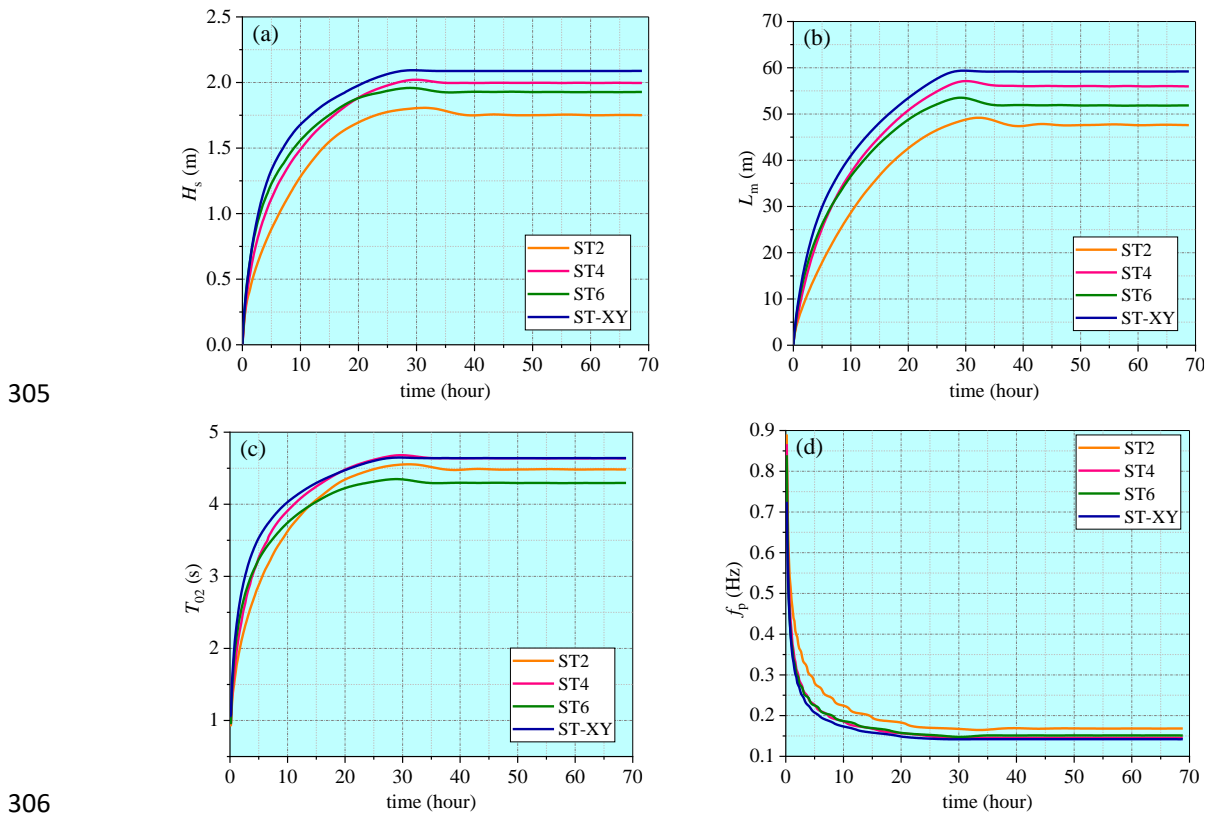 (a)
H_s (m)
2.5
2.0
1.5
1.0
0.5
0.0
0 10 20 30 40 50 60 70
time (hour)
ST2
ST4
ST6
ST-XY
(b)
L_m (m)
70
60
50
40
30
20
10
0
0 10 20 30 40 50 60 70
time (hour)
ST2
ST4
ST6
ST-XY
305
(c)
T_02 (s)
5
4
3
2
1
0 10 20 30 40 50 60 70
time (hour)
ST2
ST4
ST6
ST-XY
(d)
f_p (Hz)
0.9
0.8
0.7
0.6
0.5
0.4
0.3
0.2
0.1
0 10 20 30 40 50 60 70
time (hour)
ST2
ST4
ST6
ST-XY
306